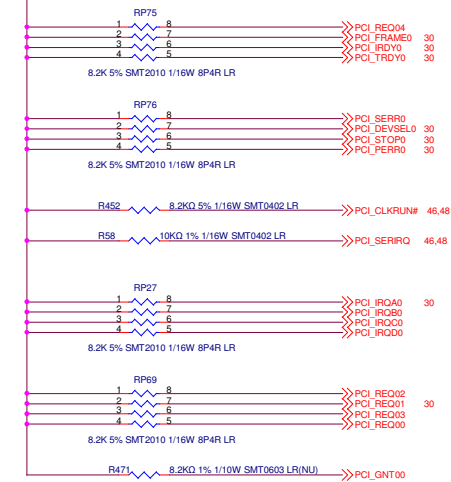 RP75
1 8 PCI_REQ04
2 7 PCI_FRAME0 30
3 6 PCI_IRDY0 30
4 5 PCI_TRDY0 30
8.2K 5% SMT2010 1/16W 8P4R LR
RP76
1 8 PCI_SERR0
2 7 PCI_DEVSEL0 30
3 6 PCI_STOP0 30
4 5 PCI_PERR0 30
8.2K 5% SMT2010 1/16W 8P4R LR
R452 8.2KΩ 5% 1/16W SMT0402 LR PCI_CLKRUN# 46,48
R58 10KΩ 1% 1/16W SMT0402 LR PCI_SERIRQ 46,48
RP27
1 8 PCI_IRQA0 30
2 7 PCI_IRQB0
3 6 PCI_IRQC0
4 5 PCI_IRQD0
8.2K 5% SMT2010 1/16W 8P4R LR
RP69
1 8 PCI_REQ02
2 7 PCI_REQ01 30
3 6 PCI_REQ03
4 5 PCI_REQ00
8.2K 5% SMT2010 1/16W 8P4R LR
R471 8.2KΩ 1% 1/10W SMT0603 LR(NU) PCI_GNT00